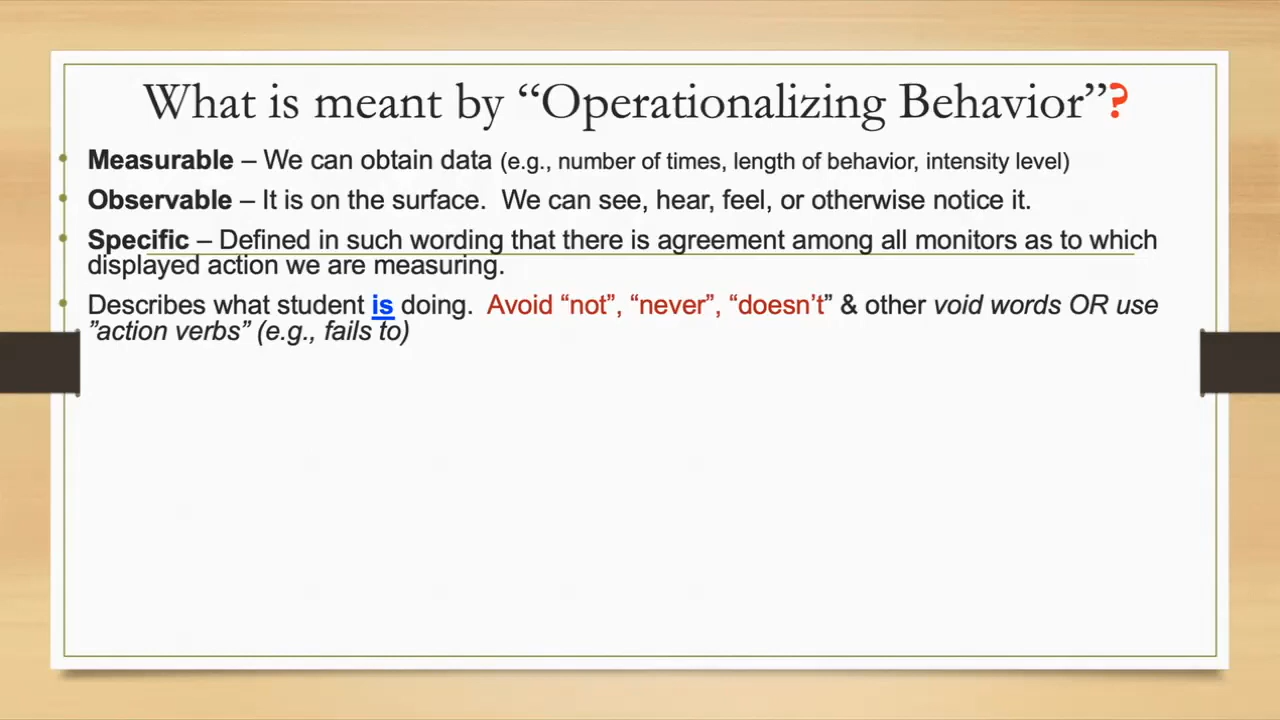 What is meant by “Operationalizing Behavior”?
• Measurable – We can obtain data (e.g., number of times, length of behavior, intensity level)
• Observable – It is on the surface.  We can see, hear, feel, or otherwise notice it.
• Specific – Defined in such wording that there is agreement among all monitors as to which
displayed action we are measuring.
• Describes what student is doing.  Avoid “not”, “never”, “doesn’t” & other void words OR use
”action verbs” (e.g., fails to)